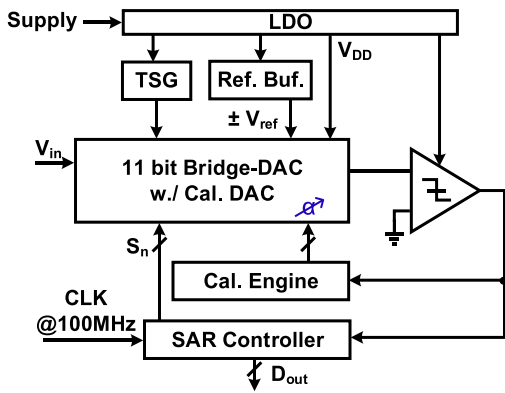 Supply
LDO
TSG
Ref. Buf.
VDD
± Vref
Vin
11 bit Bridge-DAC
w./ Cal. DAC
α
Sn
Cal. Engine
CLK
@100MHz
SAR Controller
Dout